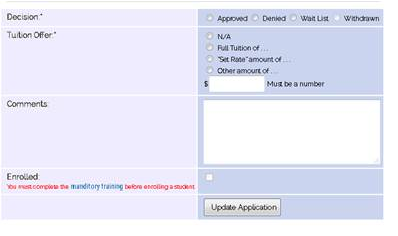 Decision:* Approved Denied Wait List Withdrawn
Tuition Offer:* N/A
Full Tuition of . . .
"Set Rate" amount of . . .
Other amount of . . .
$ Must be a number
Comments:
Enrolled:
You must complete the manditory training before enrolling a student.
Update Application